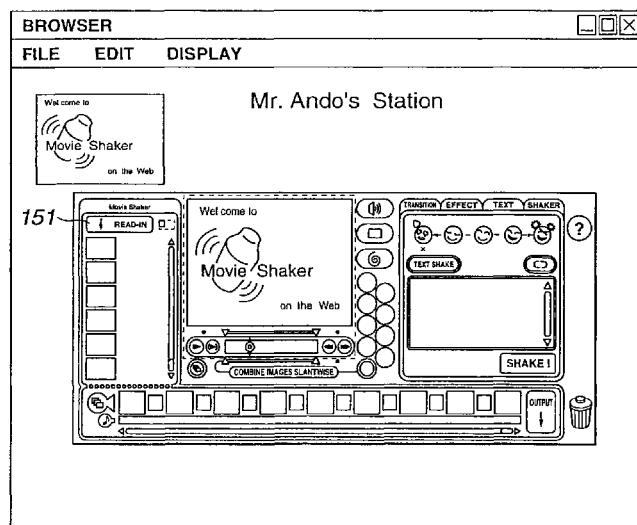 BROWSER
FILE EDIT DISPLAY
Mr. Ando's Station
Wel come to
Movie Shaker
on the Web
151
Movie Shaker
READ-IN
Wel come to
Movie Shaker
on the Web
TRANSITION EFFECT TEXT SHAKER
?
TEXT SHAKE
SHAKE !
COMBINE IMAGES SLANTWISE
OUTPUT